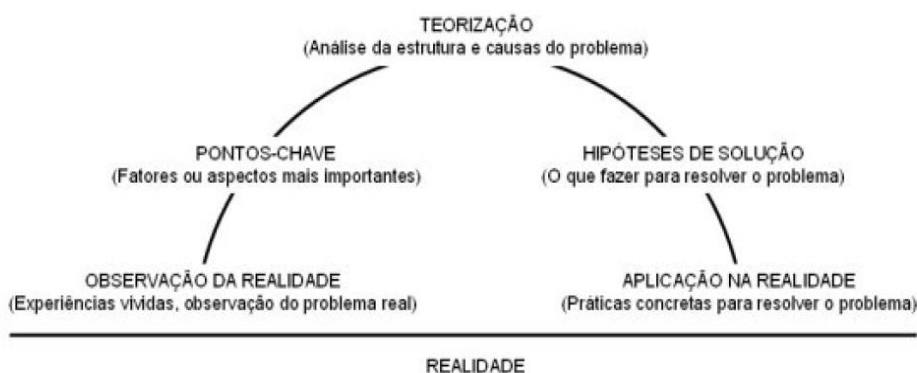 TEORIZAÇÃO
(Análise da estrutura e causas do problema)
PONTOS-CHAVE
(Fatores ou aspectos mais importantes)
HIPÓTESES DE SOLUÇÃO
(O que fazer para resolver o problema)
OBSERVAÇÃO DA REALIDADE
(Experiências vividas, observação do problema real)
APLICAÇÃO NA REALIDADE
(Práticas concretas para resolver o problema)
REALIDADE